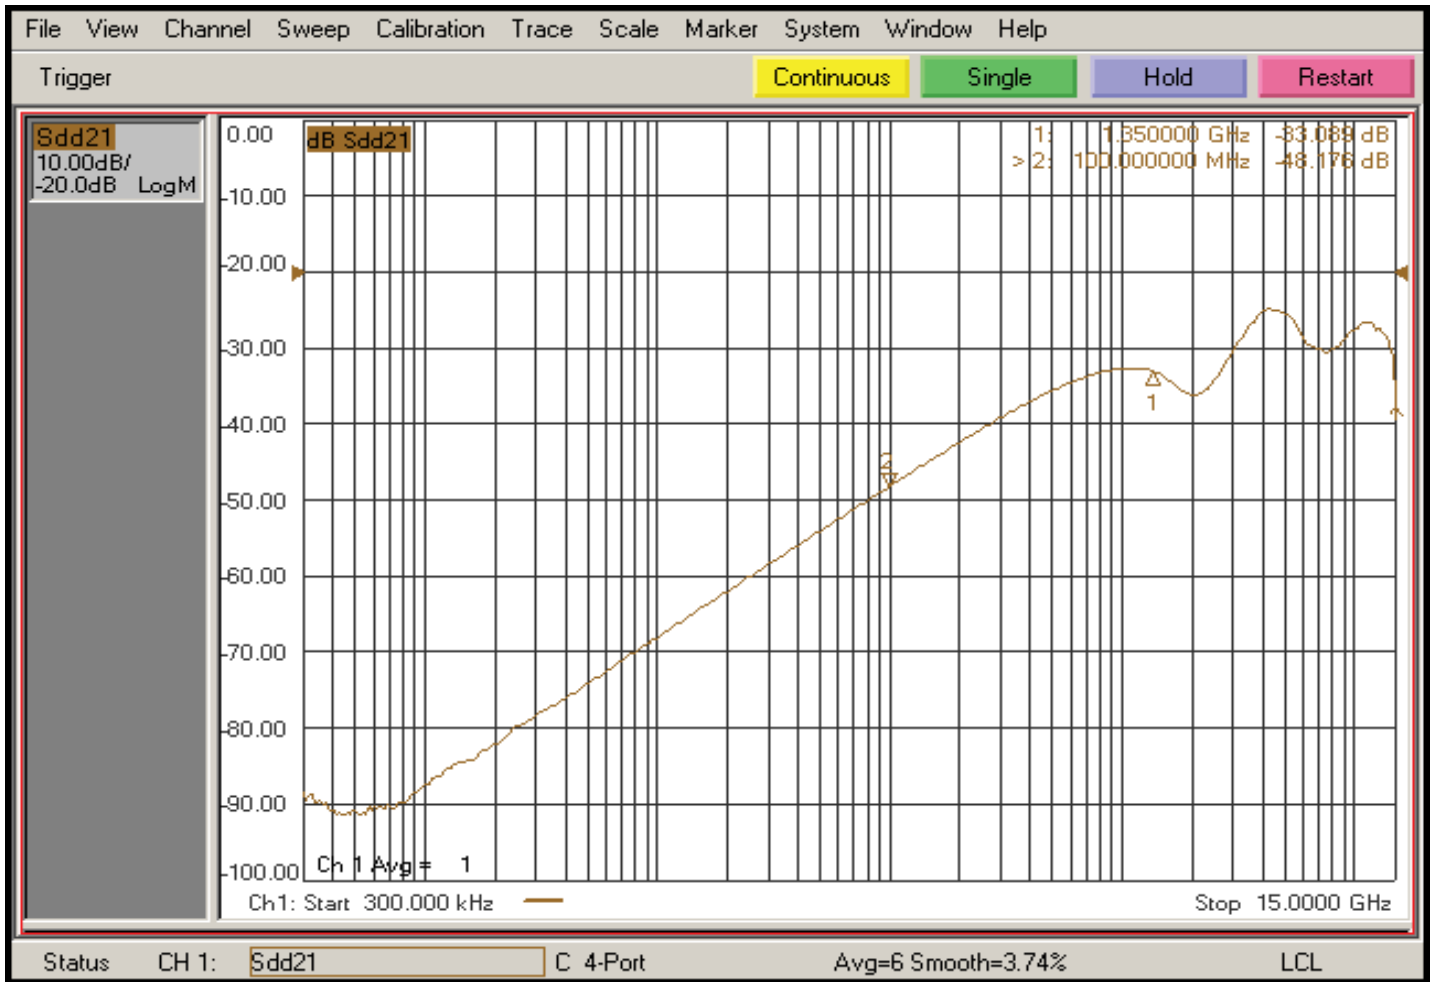 File View Channel Sweep Calibration Trace Scale Marker System Window Help
Trigger Continuous Single Hold Restart
Sdd21
10.00dB/
-20.0dB LogM
dB Sdd21
1: 1.350000 GHz -33.089 dB
> 2: 100.000000 MHz -48.176 dB
0.00
-10.00
-20.00
-30.00
-40.00
-50.00
-60.00
-70.00
-80.00
-90.00
-100.00
2
1
Ch 1 Avg = 1
Ch1: Start 300.000 kHz Stop 15.0000 GHz
Status CH 1: Sdd21 C 4-Port Avg=6 Smooth=3.74% LCL